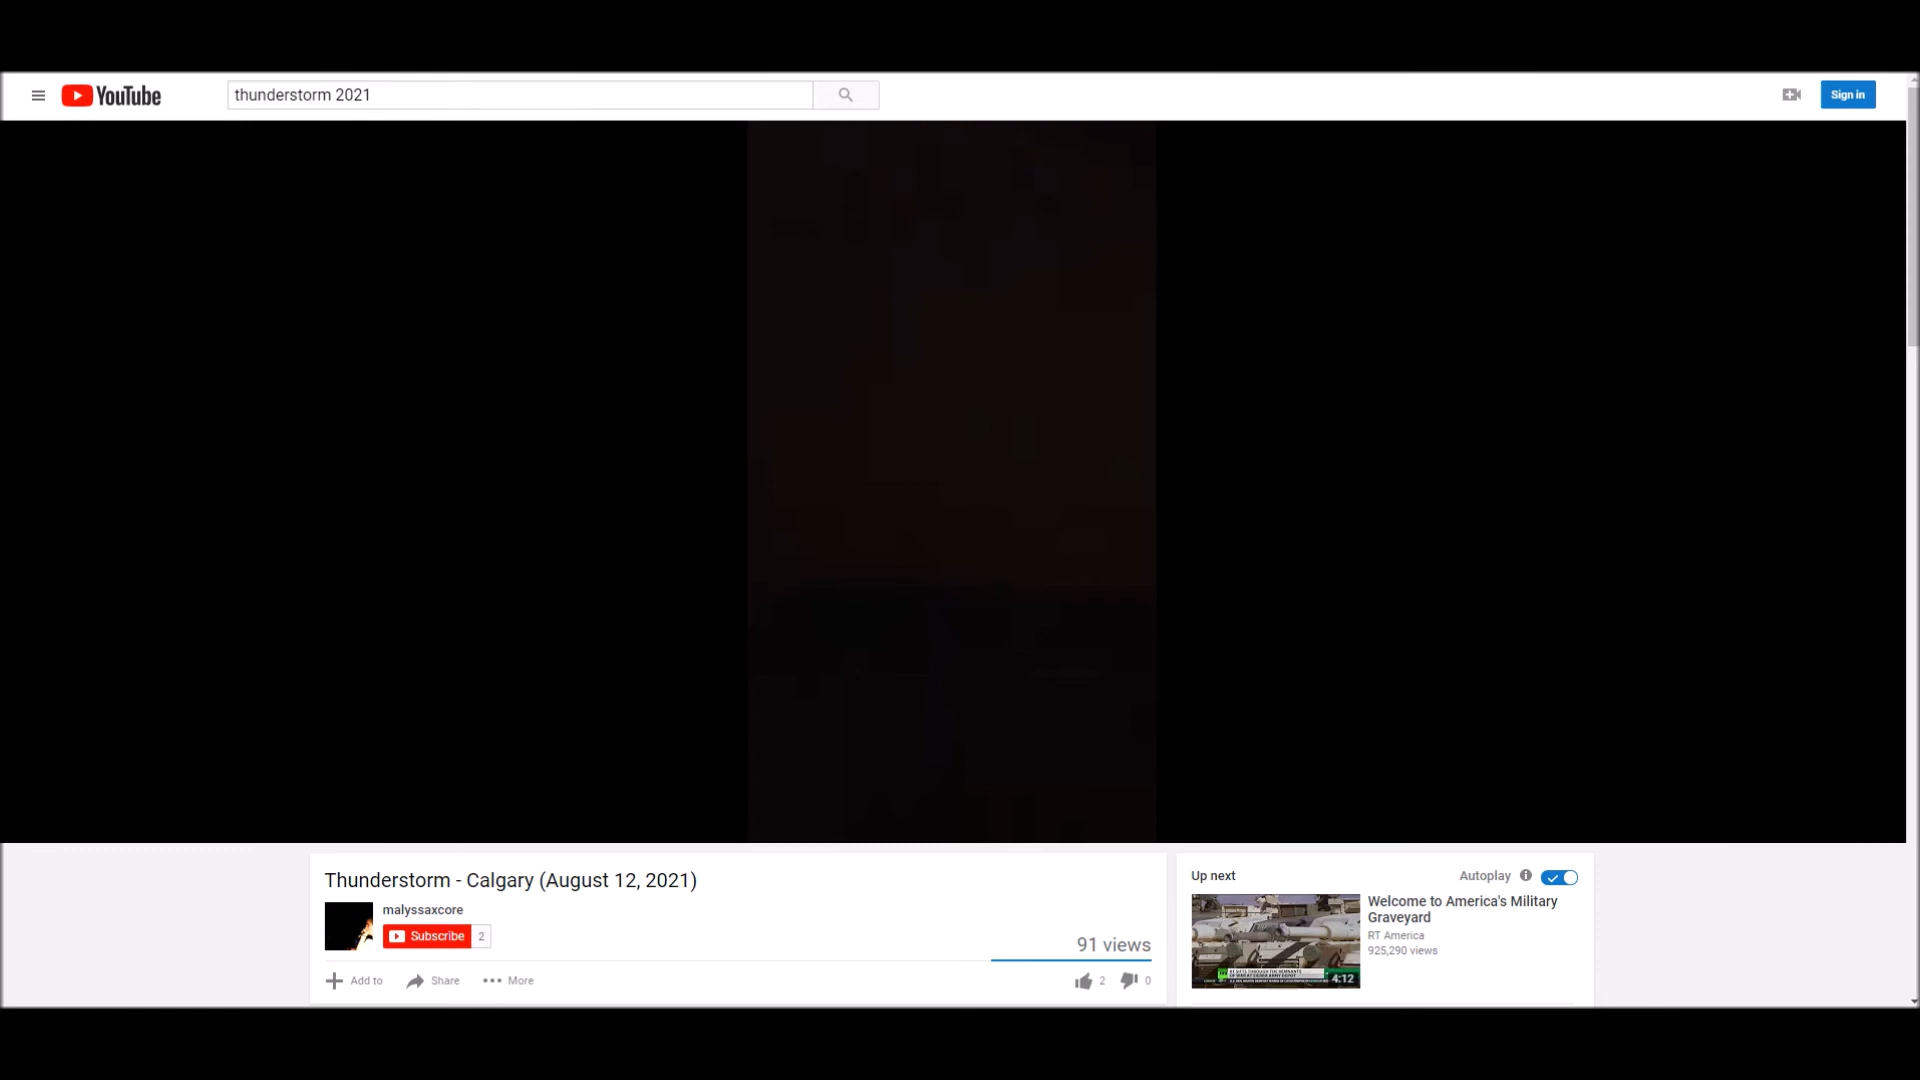 YouTube
thunderstorm 2021
Sign in
Thunderstorm - Calgary (August 12, 2021)
malyssaxcore
Subscribe 2
91 views
Add to Share More
2 0
Up next
Autoplay
Welcome to America's Military
Graveyard
RT America
925,290 views
4:12